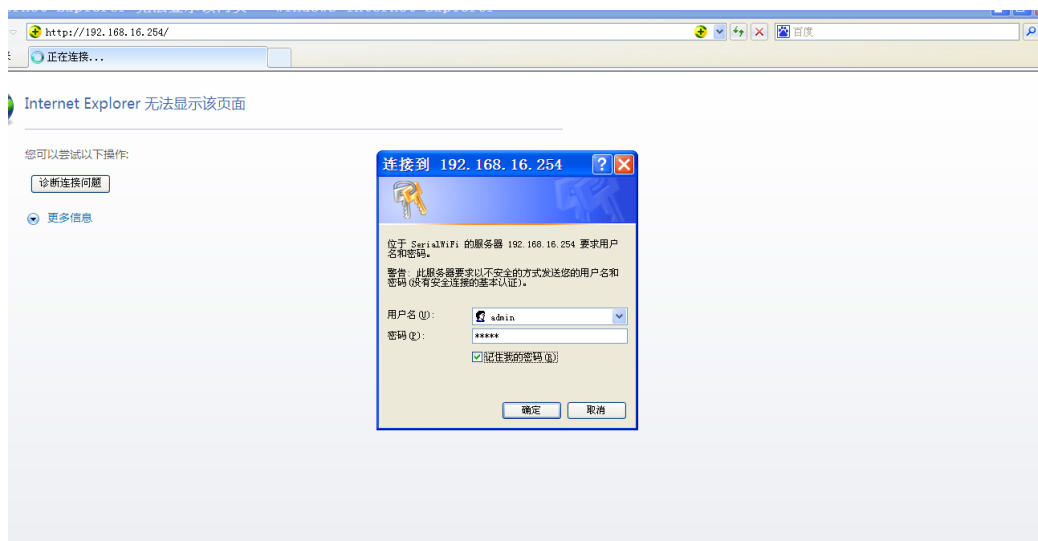 http://192.168.16.254/
百度
正在连接...
Internet Explorer 无法显示该页面
您可以尝试以下操作:
诊断连接问题
更多信息
连接到 192.168.16.254
位于 SerialWiFi 的服务器 192.168.16.254 要求用户
名和密码。
警告: 此服务器要求以不安全的方式发送您的用户名和
密码(没有安全连接的基本认证)。
用户名(U):
admin
密码(P):
*****
记住我的密码(R)
确定
取消